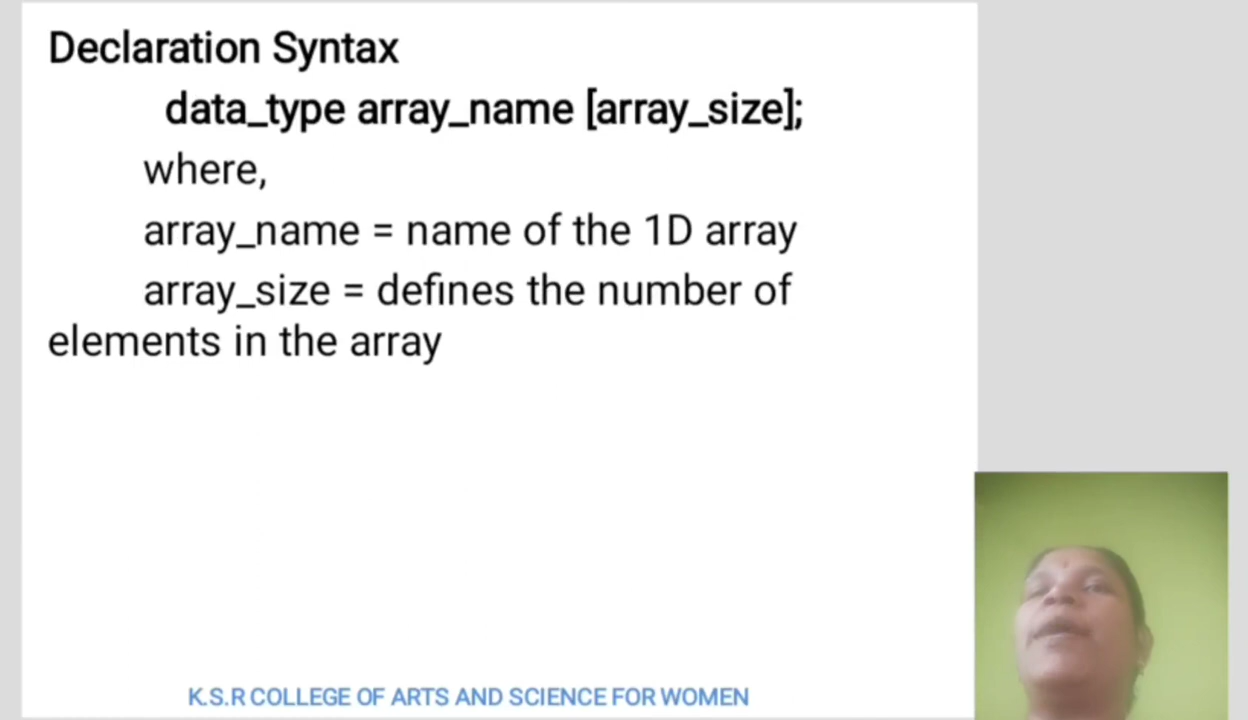 Declaration Syntax
data_type array_name [array_size];
where,
array_name = name of the 1D array
array_size = defines the number of
elements in the array
K.S.R COLLEGE OF ARTS AND SCIENCE FOR WOMEN